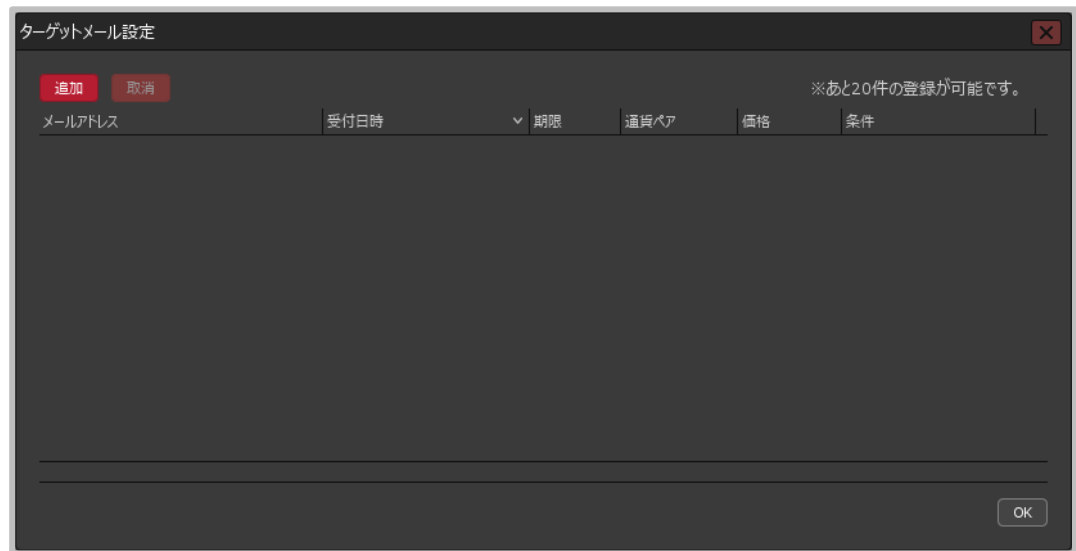 ターゲットメール設定
追加 取消 ※あと20件の登録が可能です。
メールアドレス 受付日時 期限 通貨ペア 価格 条件
OK